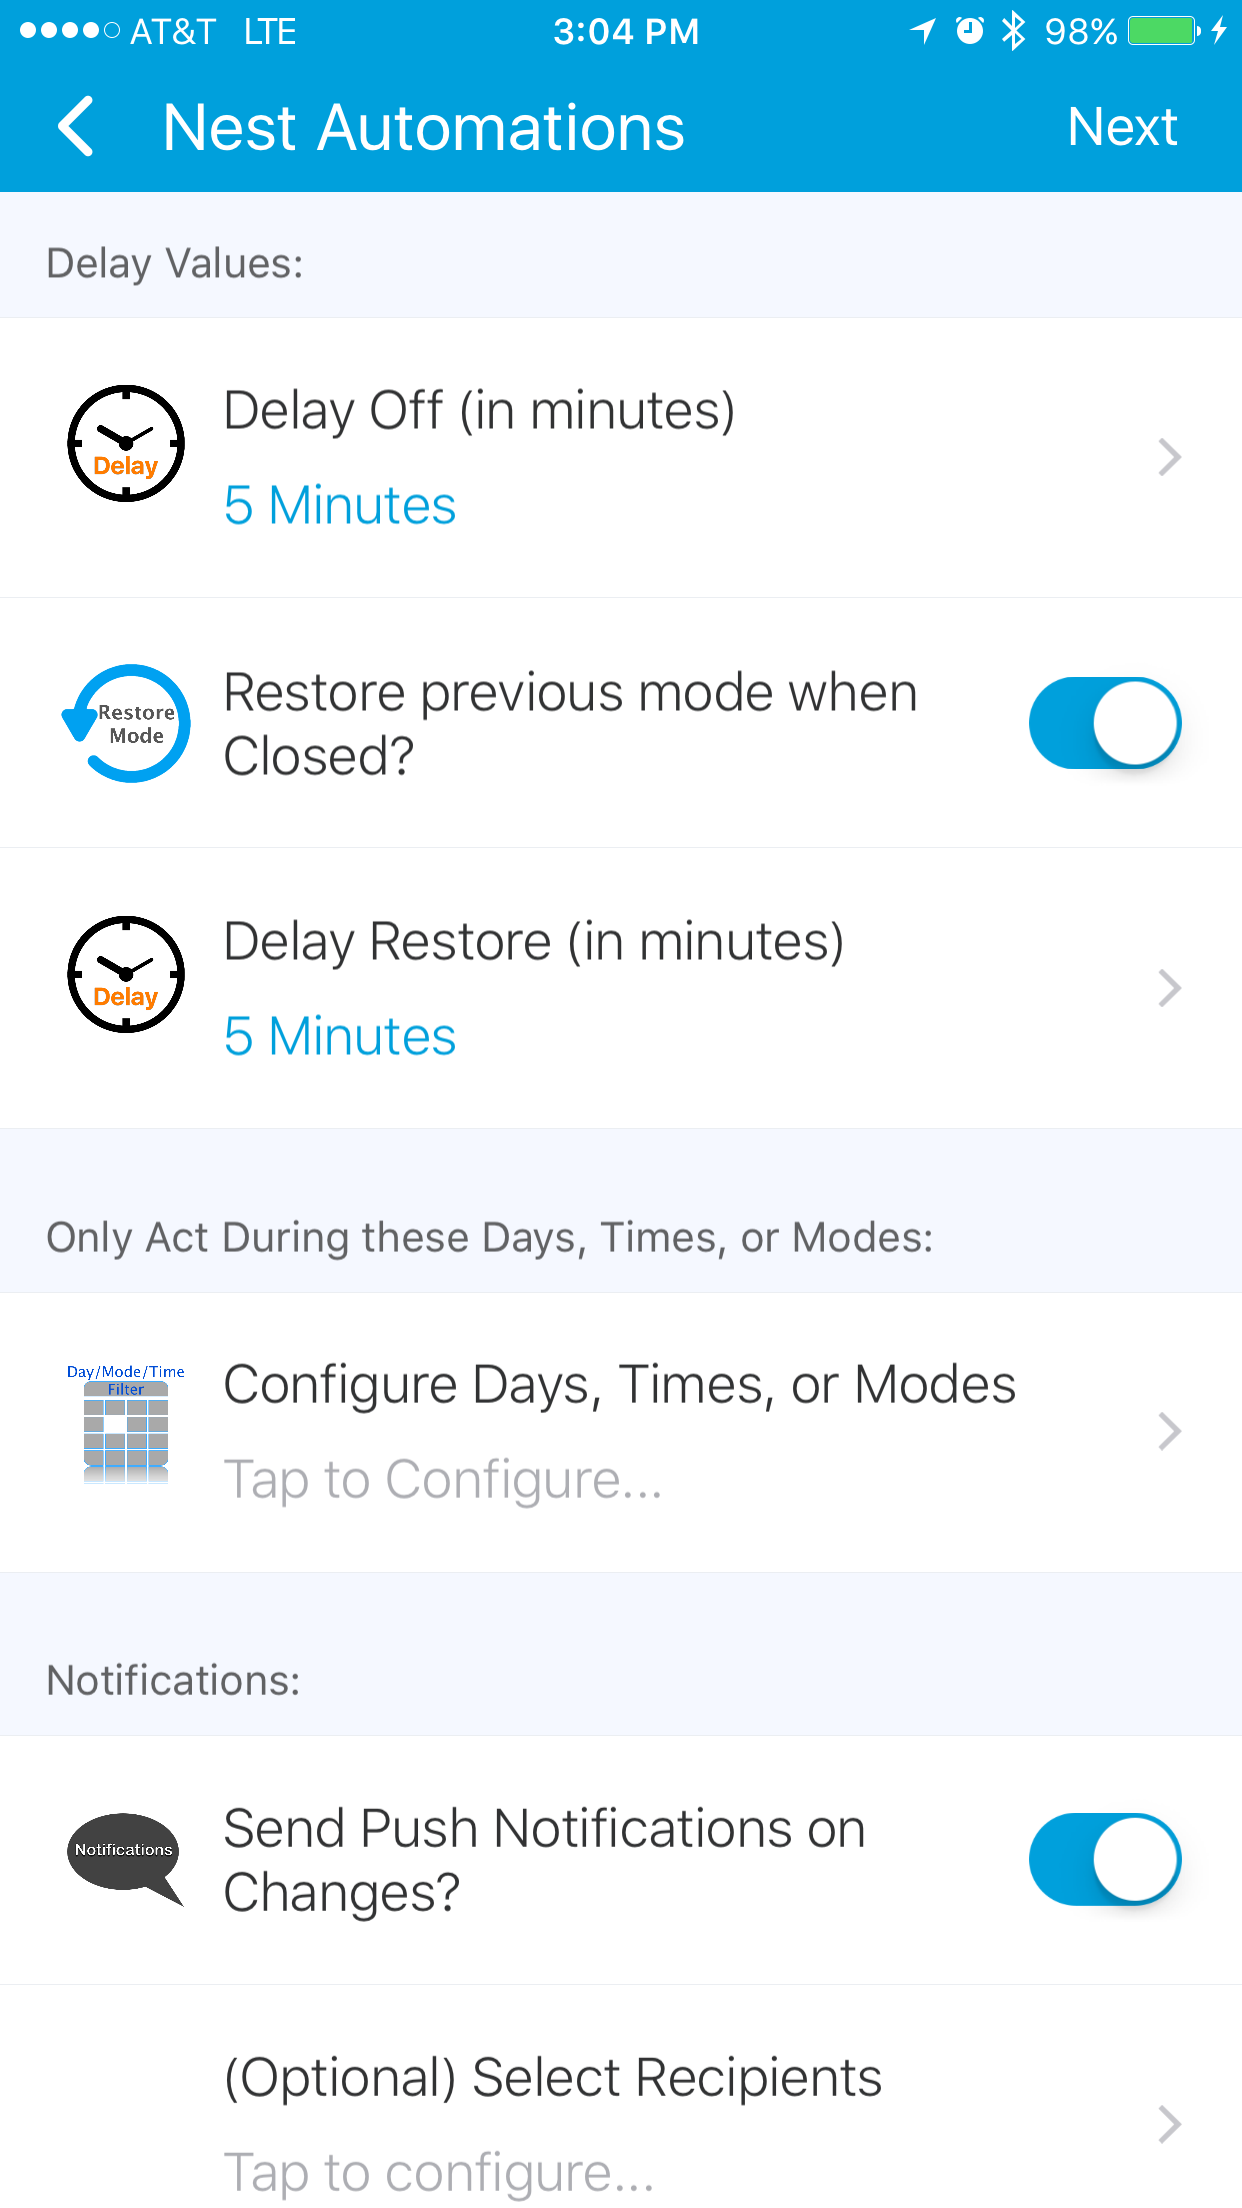 AT&T LTE 3:04 PM 98%
Nest Automations Next
Delay Values:
Delay
Delay Off (in minutes)
5 Minutes
Restore
Mode
Restore previous mode when
Closed?
Delay
Delay Restore (in minutes)
5 Minutes
Only Act During these Days, Times, or Modes:
Day/Mode/Time
Filter
Configure Days, Times, or Modes
Tap to Configure...
Notifications:
Notifications
Send Push Notifications on
Changes?
(Optional) Select Recipients
Tap to configure...